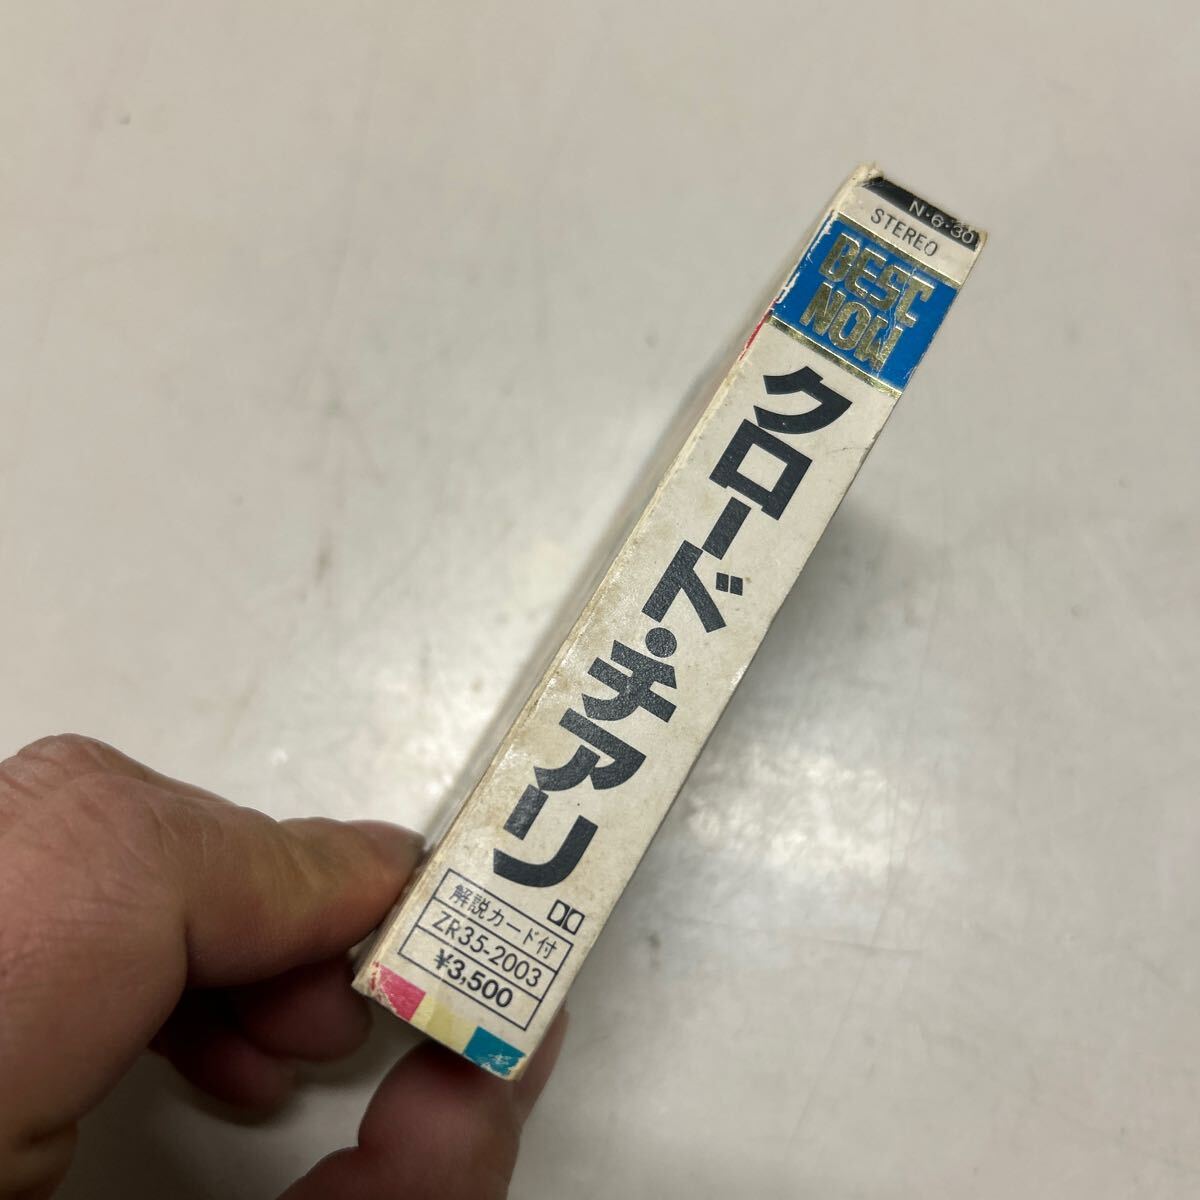 N・6・30
STEREO
BEST
NOW
クロード・チアリ
解説カード付
ZR35-2003
¥3,500